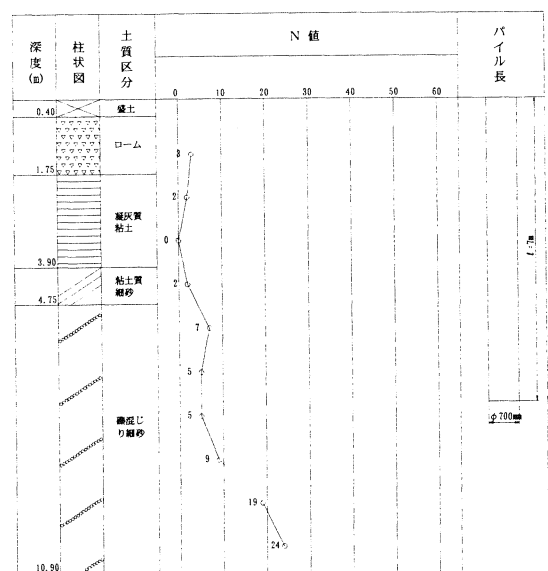 深度(m)
柱状図
土質区分
N 値
パイル長
0 10 20 30 40 50 60
0.40
盛土
ローム
3
1.75
2
凝灰質
粘土
0
ℓ=7m
3.90
2
粘土質
細砂
4.75
7
5
5
φ700mm
礫混じ
り細砂
9
19
24
10.90